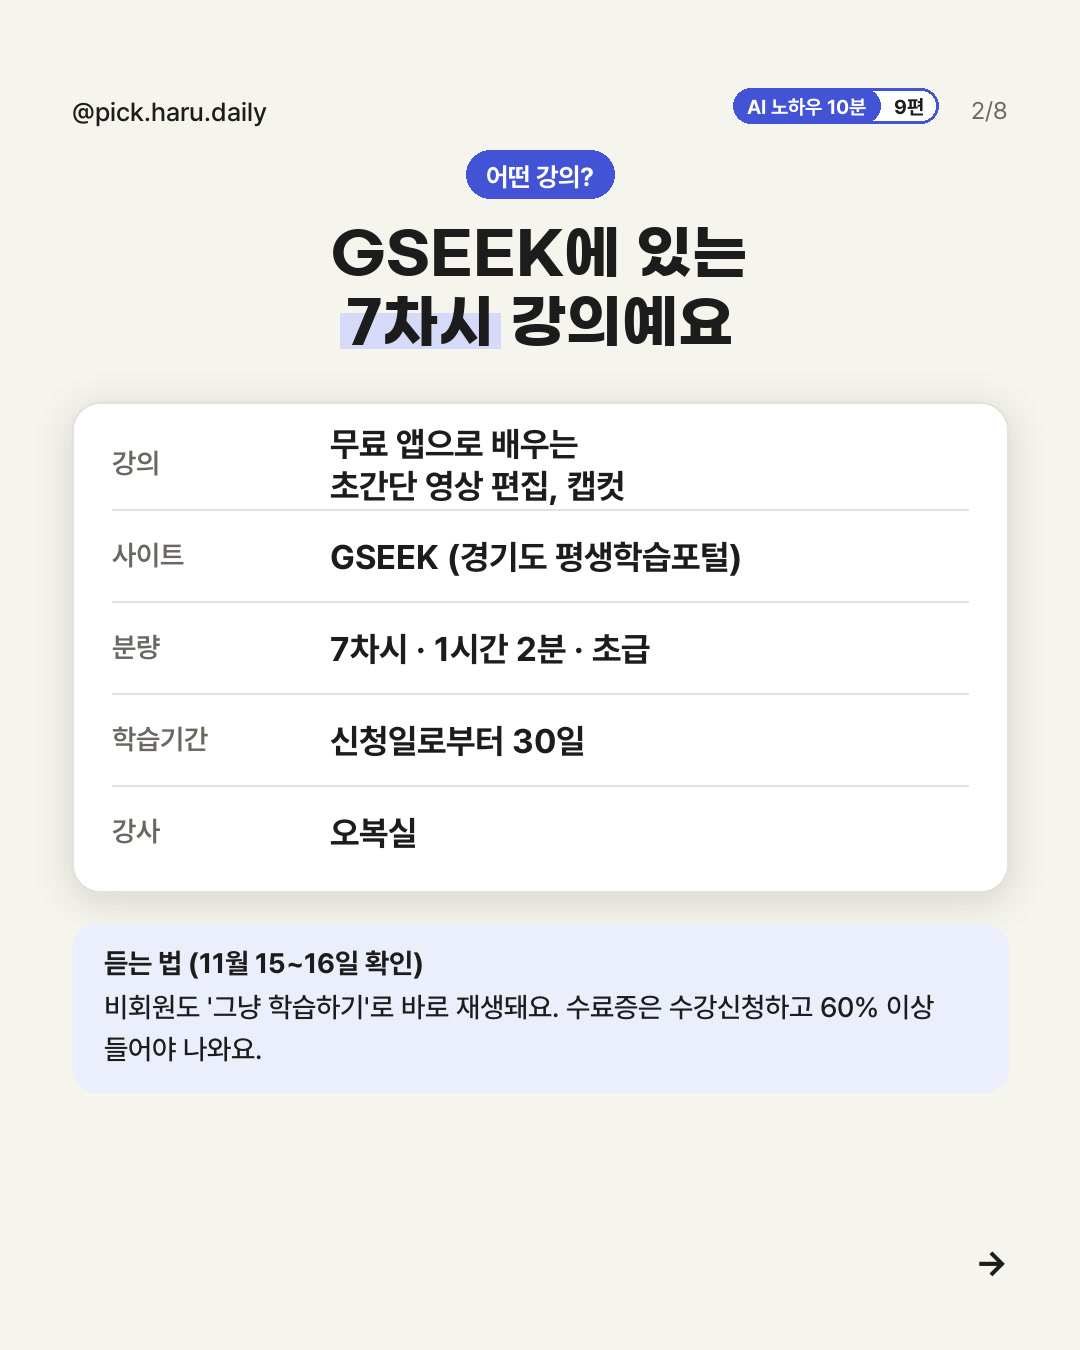 @pick.haru.daily
AI 노하우 10분 9편 2/8
어떤 강의?
GSEEK에 있는
7차시 강의예요
강의
무료 앱으로 배우는
초간단 영상 편집, 캡컷
사이트
GSEEK (경기도 평생학습포털)
분량
7차시 · 1시간 2분 · 초급
학습기간
신청일로부터 30일
강사
오복실
듣는 법 (11월 15~16일 확인)
비회원도 '그냥 학습하기'로 바로 재생돼요. 수료증은 수강신청하고 60% 이상
들어야 나와요.
→